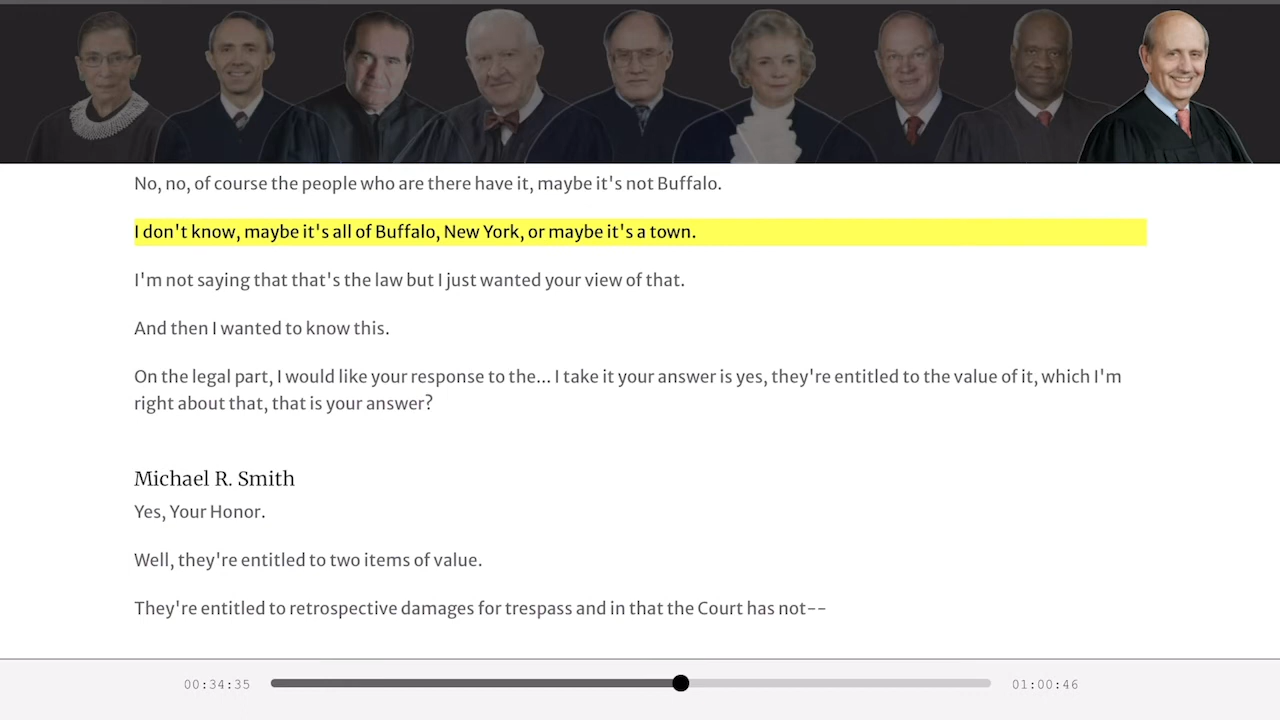 No, no, of course the people who are there have it, maybe it's not Buffalo.
I don't know, maybe it's all of Buffalo, New York, or maybe it's a town.
I'm not saying that that's the law but I just wanted your view of that.
And then I wanted to know this.
On the legal part, I would like your response to the... I take it your answer is yes, they're entitled to the value of it, which I'm
right about that, that is your answer?
Michael R. Smith
Yes, Your Honor.
Well, they're entitled to two items of value.
They're entitled to retrospective damages for trespass and in that the Court has not--
00:34:35
01:00:46